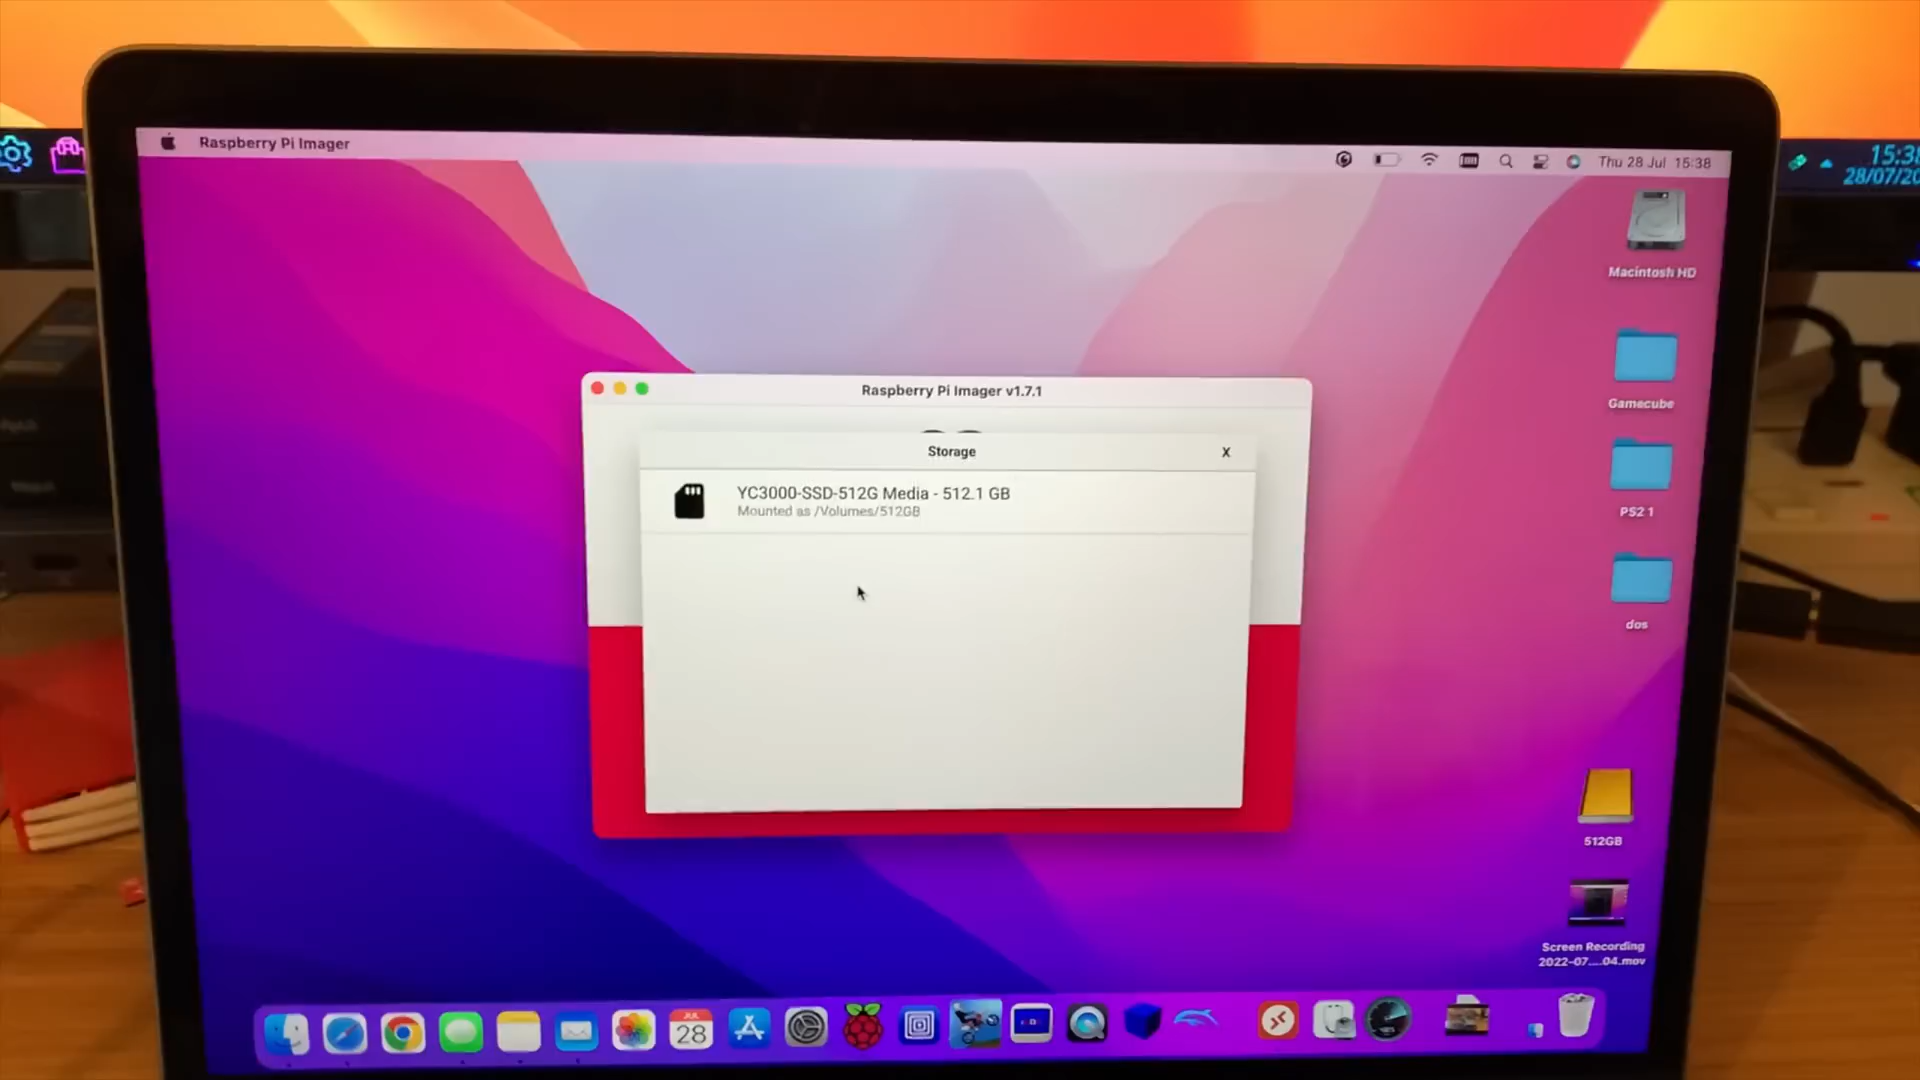 Raspberry Pi Imager
Thu 28 Jul 15:38
15:38
28/07/20
Macintosh HD
Raspberry Pi Imager v1.7.1
Gamecube
Storage
X
YC3000-SSD-512G Media - 512.1 GB
Mounted as /Volumes/512GB
PS2 1
dos
512GB
Screen Recording
2022-07....04.mov
JUL
28